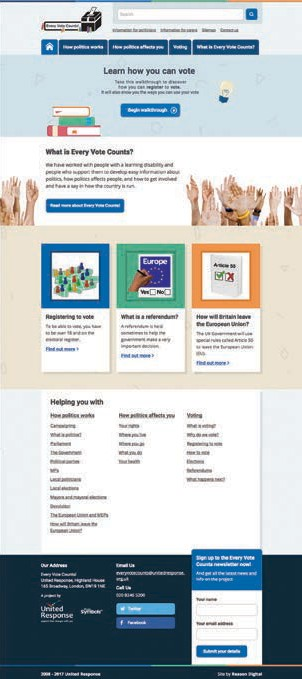 Every Vote Counts!
Search
Information for politicians
Information for carers
Sitemap
Contact us
How politics works
How politics affects you
Voting
What is Every Vote Counts?
Learn how you can vote
Take this walkthrough to discover
how you can register to vote.
It will also show you the ways you can use your vote
Begin walkthrough
What is Every Vote Counts?
We have worked with people with a learning disability and
people who support them to develop easy information about
politics, how politics affects people, and how to get involved
and have a say in how the country is run.
Read more about Every Vote Counts!
Europe
Yes No
Article 50
Registering to vote
To be able to vote, you have
to be over 18 and on the
electoral register.
Find out more >
What is a referendum?
A referendum is held
sometimes to help the
government make a very
important decision.
Find out more >
How will Britain leave
the European Union?
The UK Government will use
special rules called Article 50
to leave the European Union
(EU).
Find out more >
Helping you with
How politics works
Campaigning
What is politics?
Parliament
The Government
Political parties
MPs
Local politicians
Local elections
Mayors and mayoral elections
Devolution
The European Union and MEPs
How will Britain leave the
European Union?
How politics affects you
Your rights
Where you live
Where you go
What you do
Your health
Voting
What is voting?
Why do we vote?
Registering to vote
How to vote
Elections
Referendums
What happens next?
Our Address
Every Vote Counts!
United Response, Highland House
165 Broadway, London, SW19 1NE
A project by
United
Response
Symbols
Email Us
everyvotecounts@unitedresponse.
org.uk
Call Us
020 8246 5200
Twitter
Facebook
Sign up to the Every Vote
Counts newsletter now!
And get all the latest news and
info on the project
Your name
Your email address
Submit your details
2008 - 2017 United Response
Site by Reason Digital